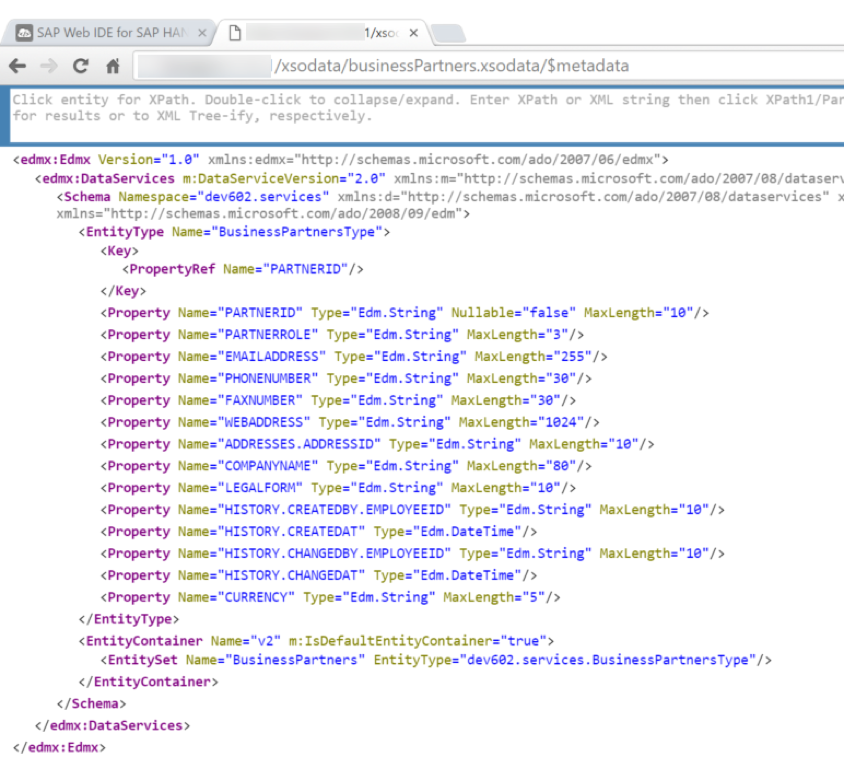 SAP Web IDE for SAP HAN ×
1/xso ×
/xsodata/businessPartners.xsodata/$metadata
Click entity for XPath. Double-click to collapse/expand. Enter XPath or XML string then click XPath1/Par
for results or to XML Tree-ify, respectively.
<edmx:Edmx Version="1.0" xmlns:edmx="http://schemas.microsoft.com/ado/2007/06/edmx">
<edmx:DataServices m:DataServiceVersion="2.0" xmlns:m="http://schemas.microsoft.com/ado/2007/08/dataserv
<Schema Namespace="dev602.services" xmlns:d="http://schemas.microsoft.com/ado/2007/08/dataservices" x
xmlns="http://schemas.microsoft.com/ado/2008/09/edm">
<EntityType Name="BusinessPartnersType">
<Key>
<PropertyRef Name="PARTNERID"/>
</Key>
<Property Name="PARTNERID" Type="Edm.String" Nullable="false" MaxLength="10"/>
<Property Name="PARTNERROLE" Type="Edm.String" MaxLength="3"/>
<Property Name="EMAILADDRESS" Type="Edm.String" MaxLength="255"/>
<Property Name="PHONENUMBER" Type="Edm.String" MaxLength="30"/>
<Property Name="FAXNUMBER" Type="Edm.String" MaxLength="30"/>
<Property Name="WEBADDRESS" Type="Edm.String" MaxLength="1024"/>
<Property Name="ADDRESSES.ADDRESSID" Type="Edm.String" MaxLength="10"/>
<Property Name="COMPANYNAME" Type="Edm.String" MaxLength="80"/>
<Property Name="LEGALFORM" Type="Edm.String" MaxLength="10"/>
<Property Name="HISTORY.CREATEDBY.EMPLOYEEID" Type="Edm.String" MaxLength="10"/>
<Property Name="HISTORY.CREATEDAT" Type="Edm.DateTime"/>
<Property Name="HISTORY.CHANGEDBY.EMPLOYEEID" Type="Edm.String" MaxLength="10"/>
<Property Name="HISTORY.CHANGEDAT" Type="Edm.DateTime"/>
<Property Name="CURRENCY" Type="Edm.String" MaxLength="5"/>
</EntityType>
<EntityContainer Name="v2" m:IsDefaultEntityContainer="true">
<EntitySet Name="BusinessPartners" EntityType="dev602.services.BusinessPartnersType"/>
</EntityContainer>
</Schema>
</edmx:DataServices>
</edmx:Edmx>